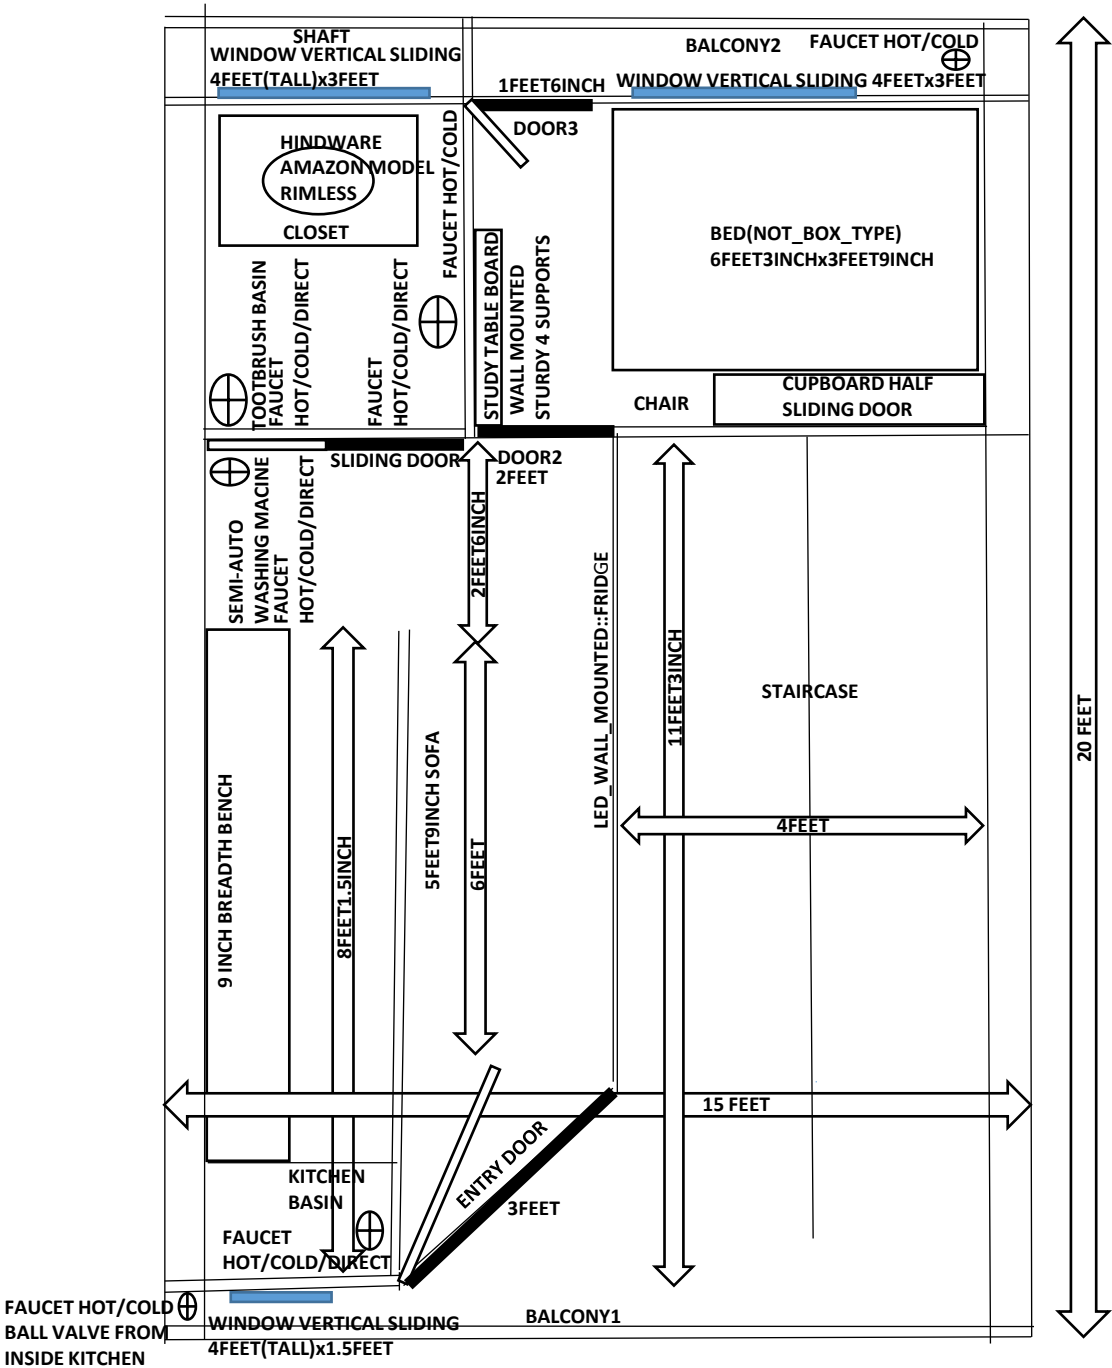 SHAFT
WINDOW VERTICAL SLIDING
4FEET(TALL)x3FEET
BALCONY2
FAUCET HOT/COLD
WINDOW VERTICAL SLIDING 4FEETx3FEET
1FEET6INCH
DOOR3
HINDWARE
AMAZON MODEL
RIMLESS
CLOSET
FAUCET HOT/COLD
BED(NOT_BOX_TYPE)
6FEET3INCHx3FEET9INCH
TOOTBRUSH BASIN
FAUCET
HOT/COLD/DIRECT
FAUCET
HOT/COLD/DIRECT
STUDY TABLE BOARD
WALL MOUNTED
STURDY 4 SUPPORTS
CHAIR
CUPBOARD HALF
SLIDING DOOR
SLIDING DOOR
DOOR2
2FEET
SEMI-AUTO
WASHING MACINE
FAUCET
HOT/COLD/DIRECT
2FEET6INCH
LED_WALL_MOUNTED::FRIDGE
11FEET3INCH
STAIRCASE
20 FEET
9 INCH BREADTH BENCH
8FEET1.5INCH
5FEET9INCH SOFA
6FEET
4FEET
15 FEET
ENTRY DOOR
3FEET
KITCHEN
BASIN
FAUCET
HOT/COLD/DIRECT
FAUCET HOT/COLD
BALL VALVE FROM
INSIDE KITCHEN
WINDOW VERTICAL SLIDING
4FEET(TALL)x1.5FEET
BALCONY1